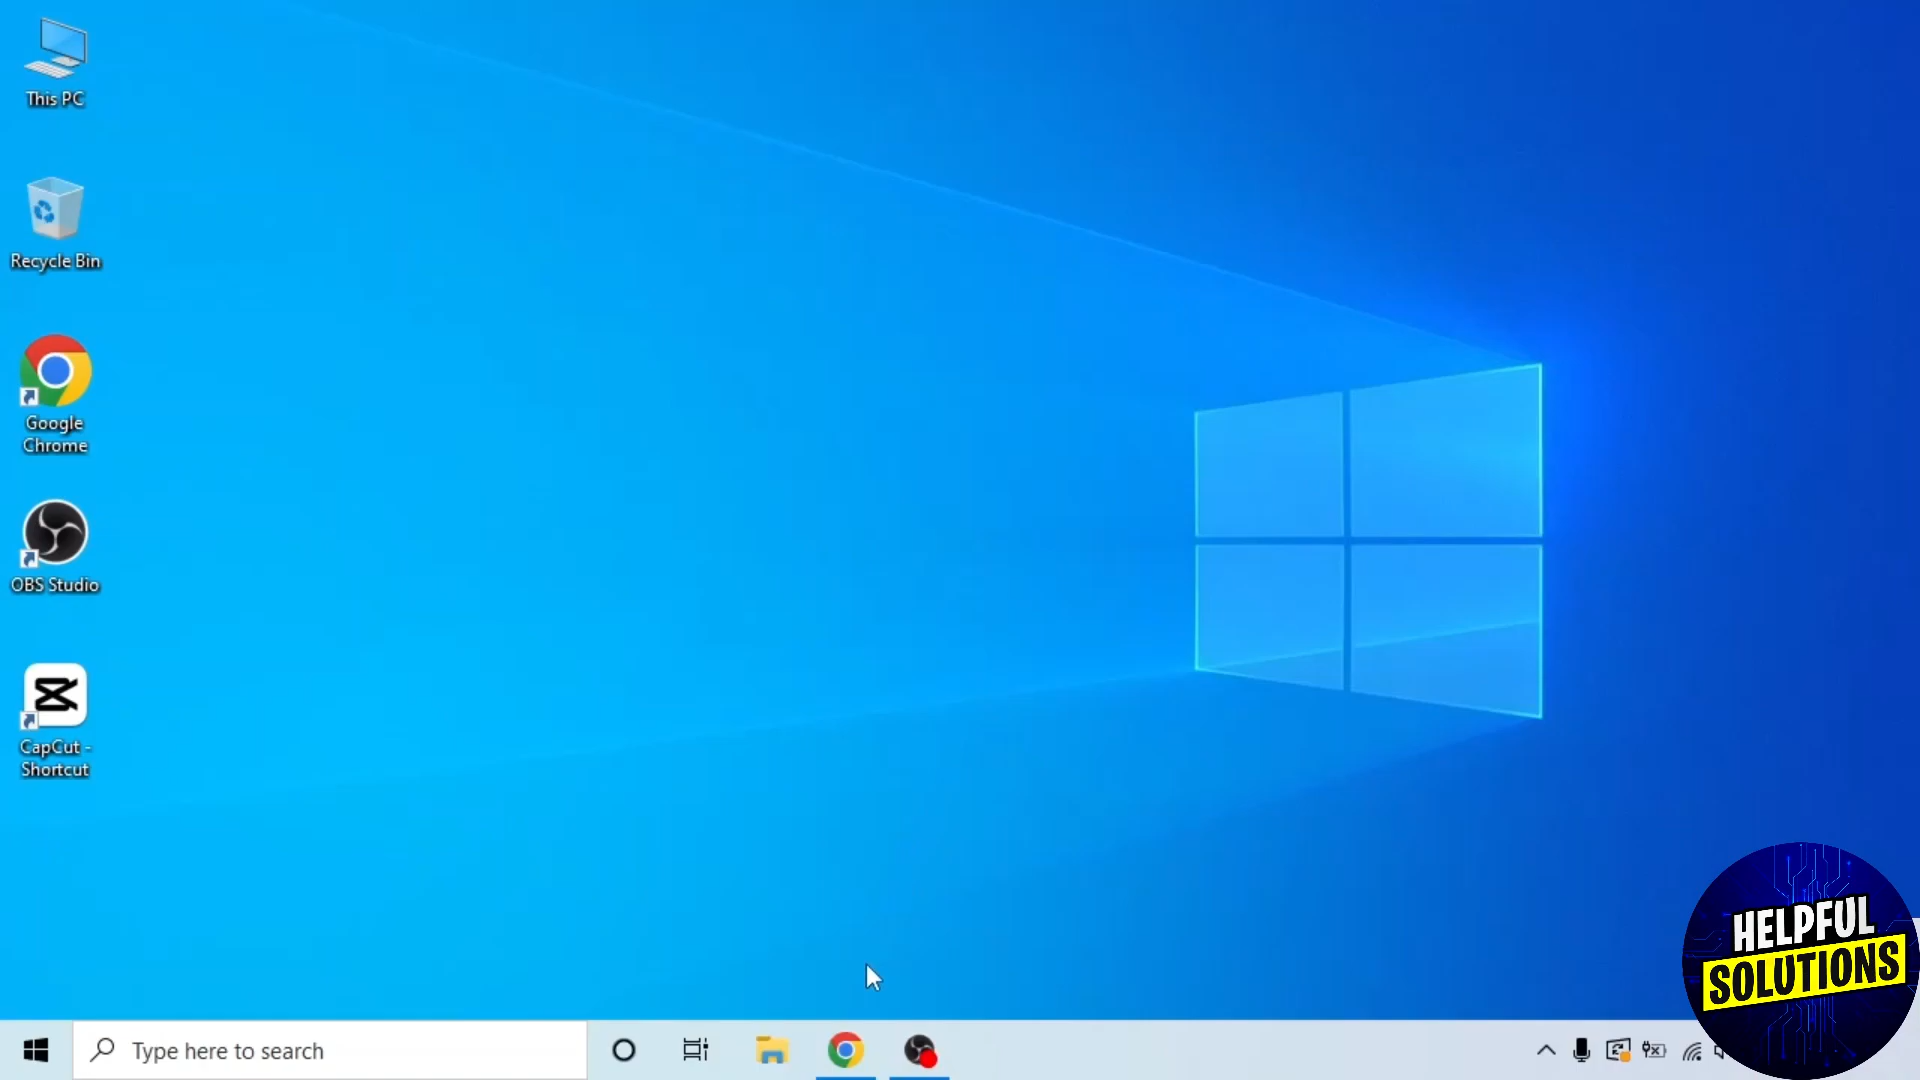 This PC
Recycle Bin
Google
Chrome
OBS Studio
CapCut -
Shortcut
HELPFUL
SOLUTIONS
Type here to search